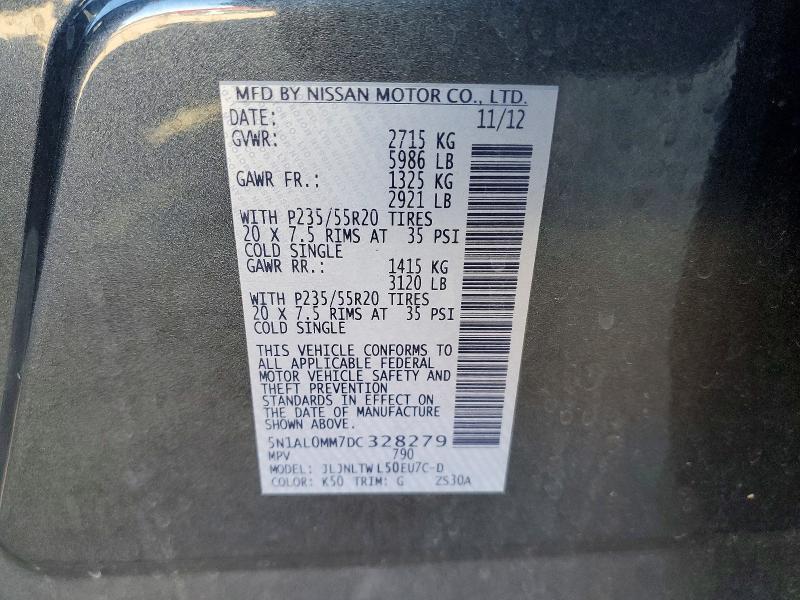 MFD BY NISSAN MOTOR CO., LTD.
DATE: 11/12
GVWR: 2715 KG
5986 LB
GAWR FR.: 1325 KG
2921 LB
WITH P235/55R20 TIRES
20 X 7.5 RIMS AT 35 PSI
COLD SINGLE
GAWR RR.: 1415 KG
3120 LB
WITH P235/55R20 TIRES
20 X 7.5 RIMS AT 35 PSI
COLD SINGLE
THIS VEHICLE CONFORMS TO
ALL APPLICABLE FEDERAL
MOTOR VEHICLE SAFETY AND
THEFT PREVENTION
STANDARDS IN EFFECT ON
THE DATE OF MANUFACTURE
SHOWN ABOVE.
5N1AL0MM7DC328279
MPV 790
MODEL: JLJNLTWL50EU7C-D
COLOR: K50 TRIM: G ZS30A